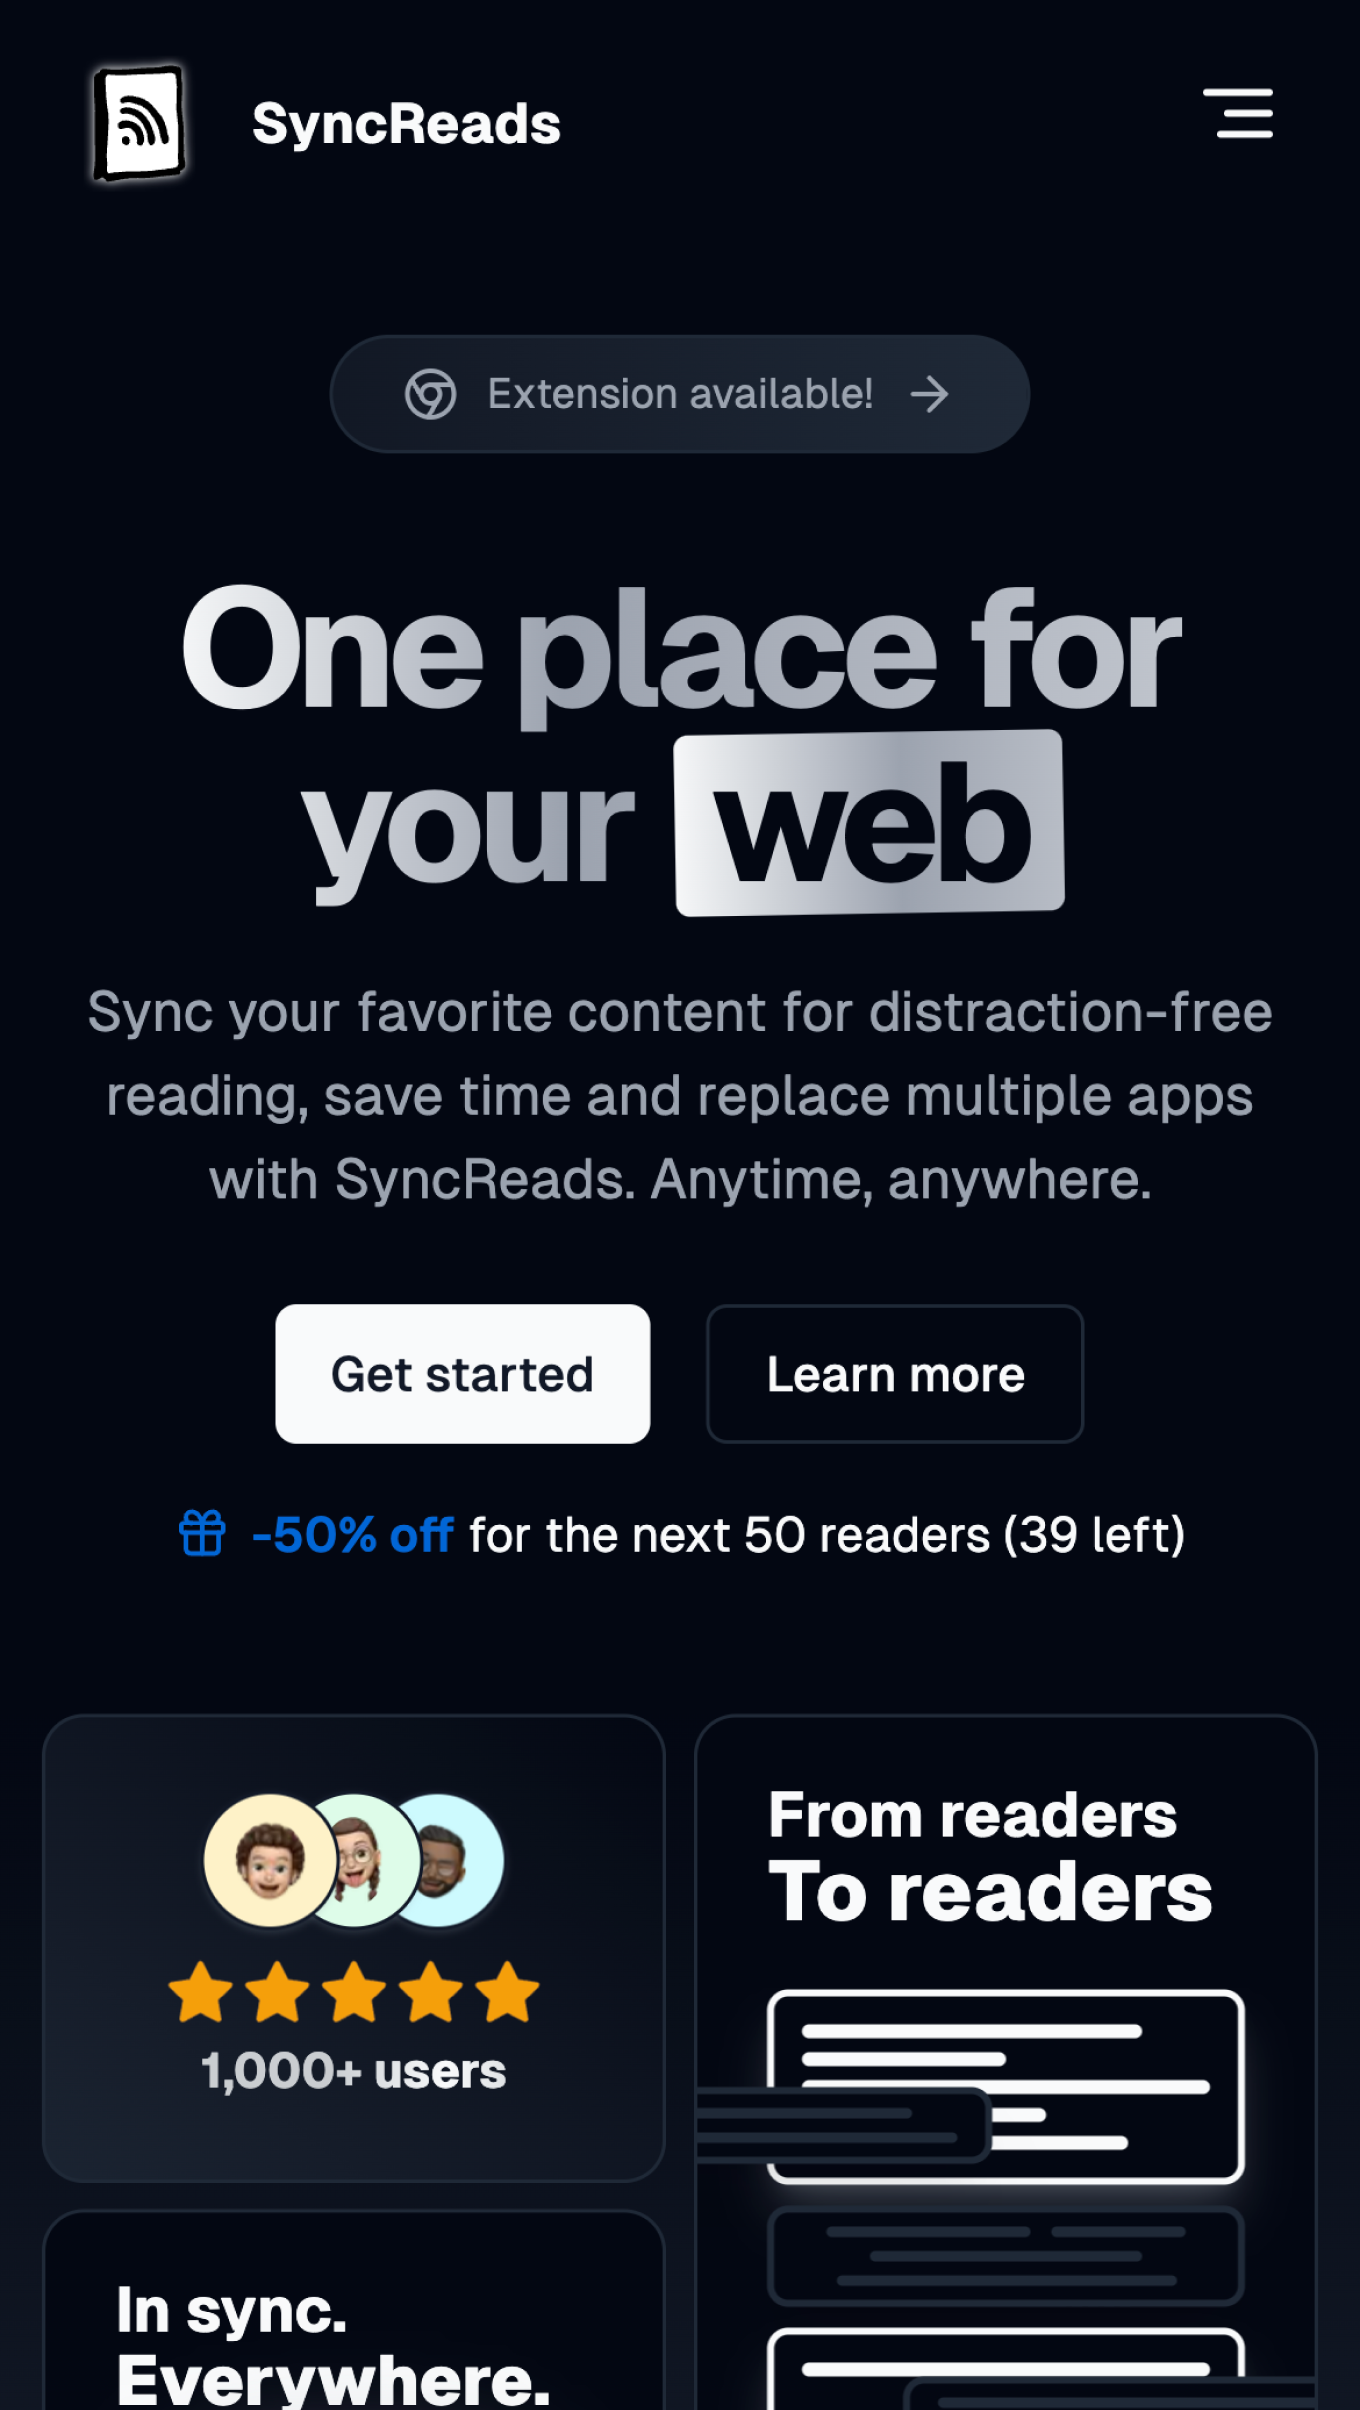 SyncReads
Extension available!
One place for
your web
Sync your favorite content for distraction-free
reading, save time and replace multiple apps
with SyncReads. Anytime, anywhere.
Get started
Learn more
-50% off for the next 50 readers (39 left)
1,000+ users
From readers
To readers
In sync.
Everywhere.